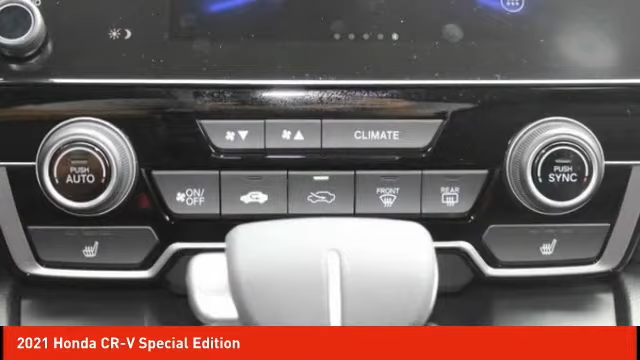 CLIMATE
PUSH
AUTO
PUSH
SYNC
ON/
OFF
FRONT
REAR
2021 Honda CR-V Special Edition